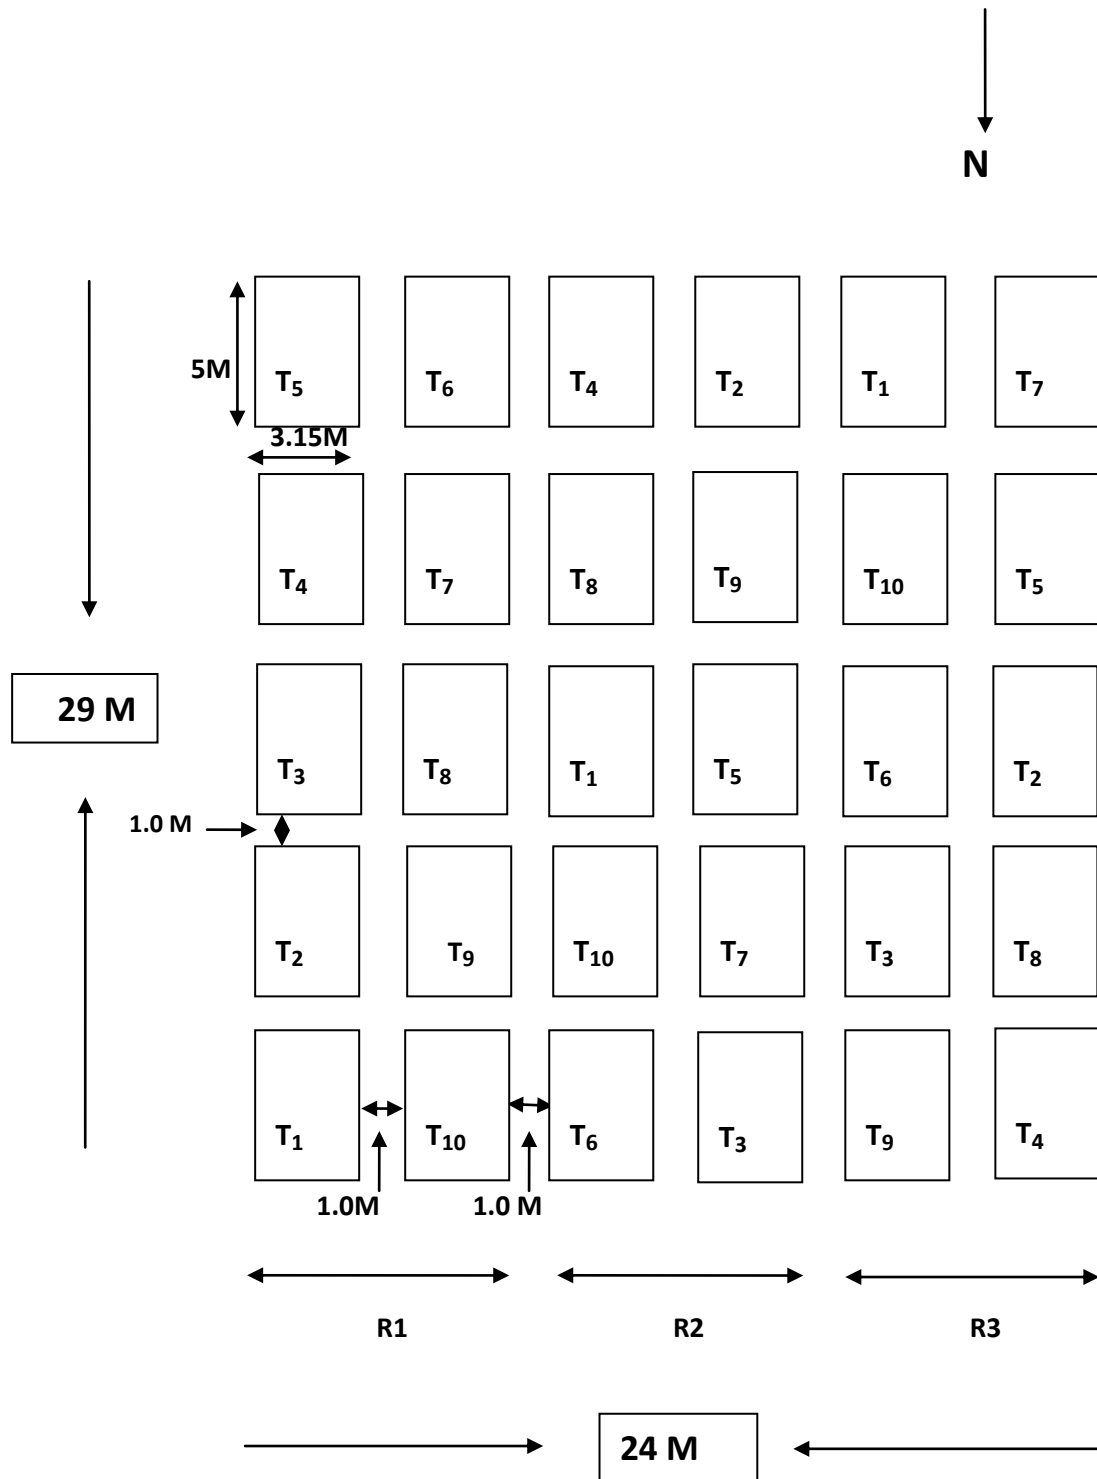 N
5M
T5 T6 T4 T2 T1 T7
3.15M
T4 T7 T8 T9 T10 T5
29 M
T3 T8 T1 T5 T6 T2
1.0 M
T2 T9 T10 T7 T3 T8
T1 T10 T6 T3 T9 T4
1.0M 1.0 M
R1 R2 R3
24 M